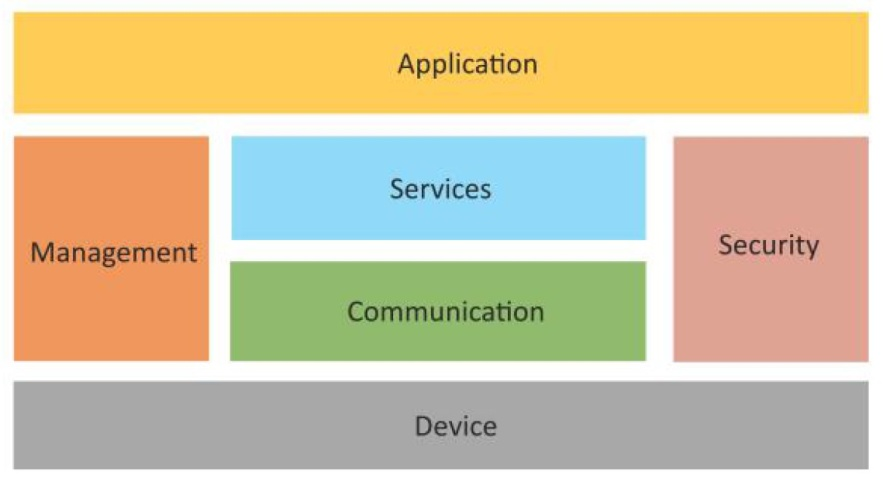 Application
Services
Management
Security
Communication
Device